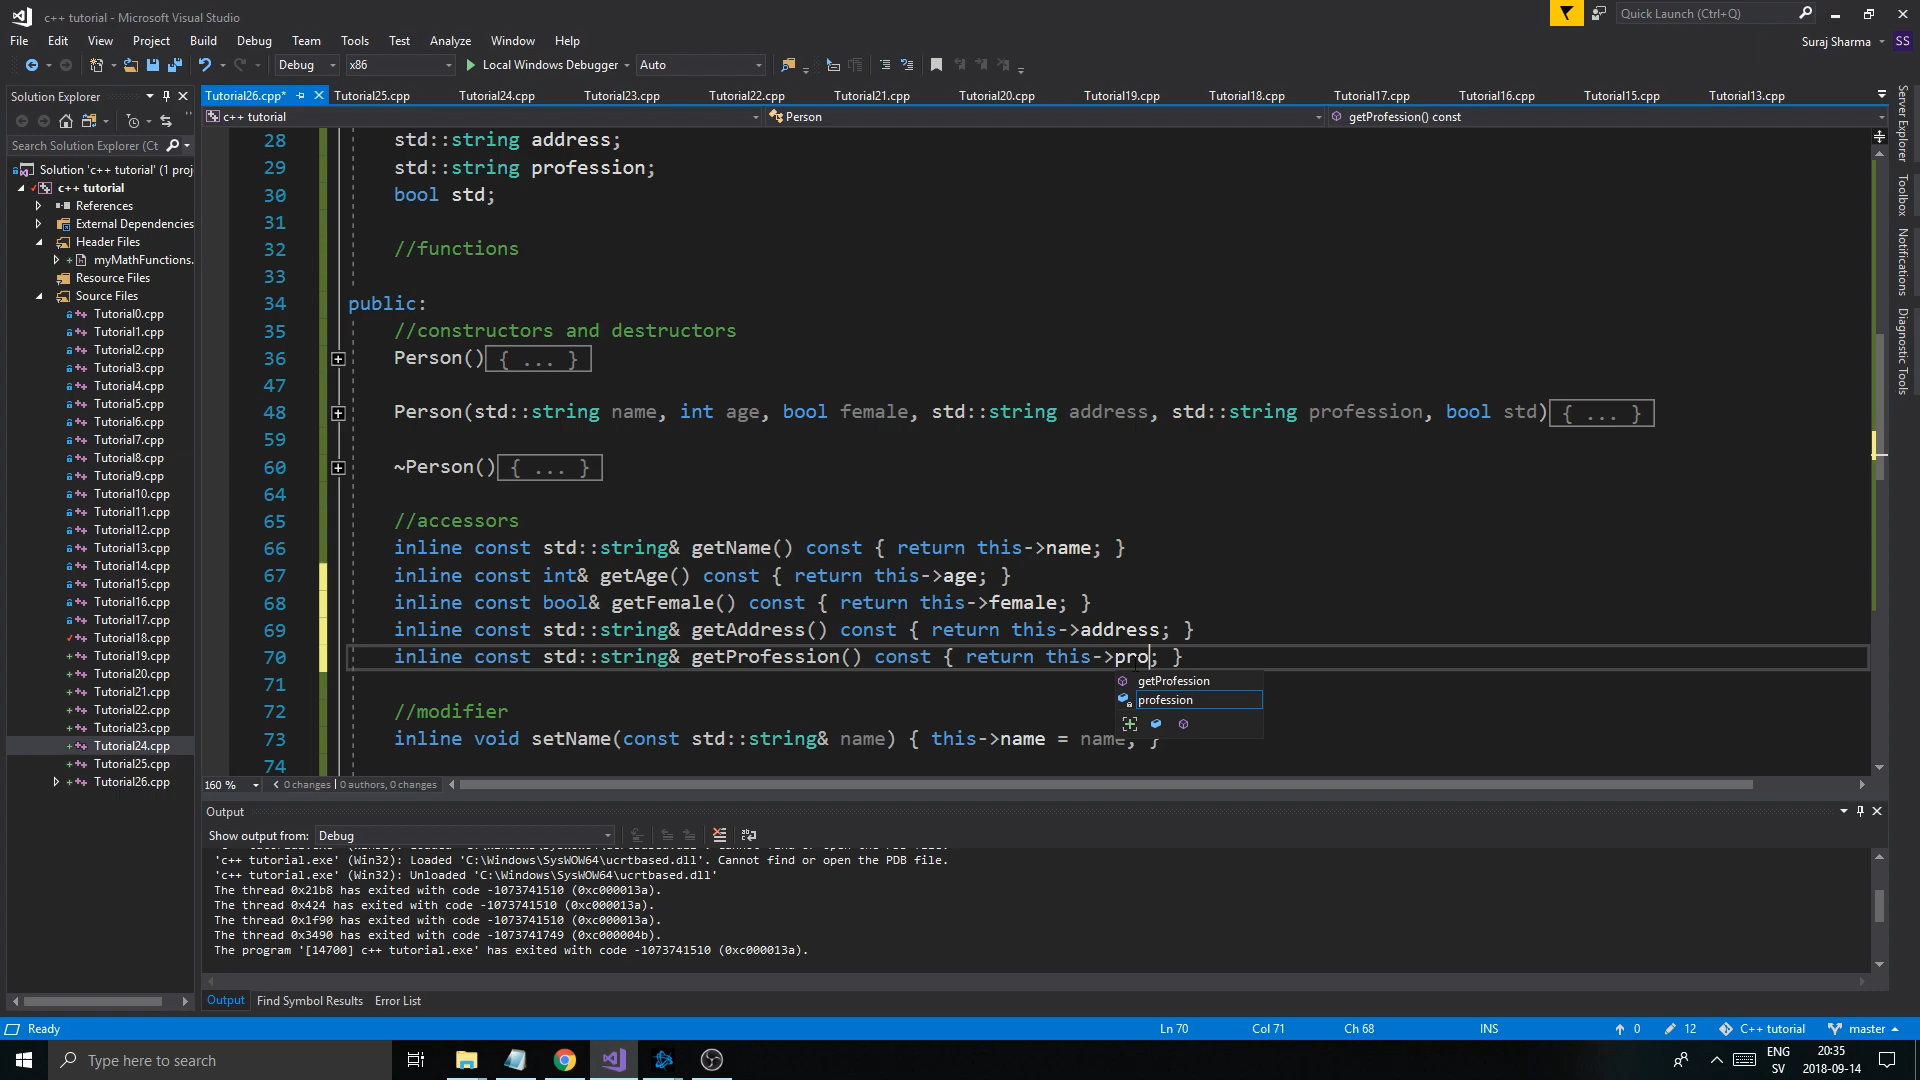 c++ tutorial - Microsoft Visual Studio
Quick Launch (Ctrl+Q)
File Edit View Project Build Debug Team Tools Test Analyze Window Help
Suraj Sharma SS
Debug x86 Local Windows Debugger Auto
Solution Explorer
Tutorial26.cpp* Tutorial25.cpp Tutorial24.cpp Tutorial23.cpp Tutorial22.cpp Tutorial21.cpp Tutorial20.cpp Tutorial19.cpp Tutorial18.cpp Tutorial17.cpp Tutorial16.cpp Tutorial15.cpp Tutorial13.cpp
c++ tutorial Person getProfession() const
Search Solution Explorer (Ct
Solution 'c++ tutorial' (1 proj
c++ tutorial
References
External Dependencies
Header Files
myMathFunctions.
Resource Files
Source Files
Tutorial0.cpp
Tutorial1.cpp
Tutorial2.cpp
Tutorial3.cpp
Tutorial4.cpp
Tutorial5.cpp
Tutorial6.cpp
Tutorial7.cpp
Tutorial8.cpp
Tutorial9.cpp
Tutorial10.cpp
Tutorial11.cpp
Tutorial12.cpp
Tutorial13.cpp
Tutorial14.cpp
Tutorial15.cpp
Tutorial16.cpp
Tutorial17.cpp
Tutorial18.cpp
Tutorial19.cpp
Tutorial20.cpp
Tutorial21.cpp
Tutorial22.cpp
Tutorial23.cpp
Tutorial24.cpp
Tutorial25.cpp
Tutorial26.cpp
28 std::string address;
29 std::string profession;
30 bool std;
31
32 //functions
33
34 public:
35 //constructors and destructors
36 Person(){ ... }
47
48 Person(std::string name, int age, bool female, std::string address, std::string profession, bool std){ ... }
59
60 ~Person(){ ... }
64
65 //accessors
66 inline const std::string& getName() const { return this->name; }
67 inline const int& getAge() const { return this->age; }
68 inline const bool& getFemale() const { return this->female; }
69 inline const std::string& getAddress() const { return this->address; }
70 inline const std::string& getProfession() const { return this->pro; }
71
getProfession
profession
72 //modifier
73 inline void setName(const std::string& name) { this->name = name; }
74
160 % 0 changes | 0 authors, 0 changes
Server Explorer
Toolbox
Notifications
Diagnostic Tools
Output
Show output from: Debug
'c++ tutorial.exe' (Win32): Loaded 'C:\Windows\SysWOW64\ucrtbased.dll'. Cannot find or open the PDB file.
'c++ tutorial.exe' (Win32): Unloaded 'C:\Windows\SysWOW64\ucrtbased.dll'
The thread 0x21b8 has exited with code -1073741510 (0xc000013a).
The thread 0x424 has exited with code -1073741510 (0xc000013a).
The thread 0x1f90 has exited with code -1073741510 (0xc000013a).
The thread 0x3490 has exited with code -1073741749 (0xc000004b).
The program '[14700] c++ tutorial.exe' has exited with code -1073741510 (0xc000013a).
Output Find Symbol Results Error List
Ready Ln 70 Col 71 Ch 68 INS 0 12 C++ tutorial master
Type here to search
ENG 20:35
SV 2018-09-14